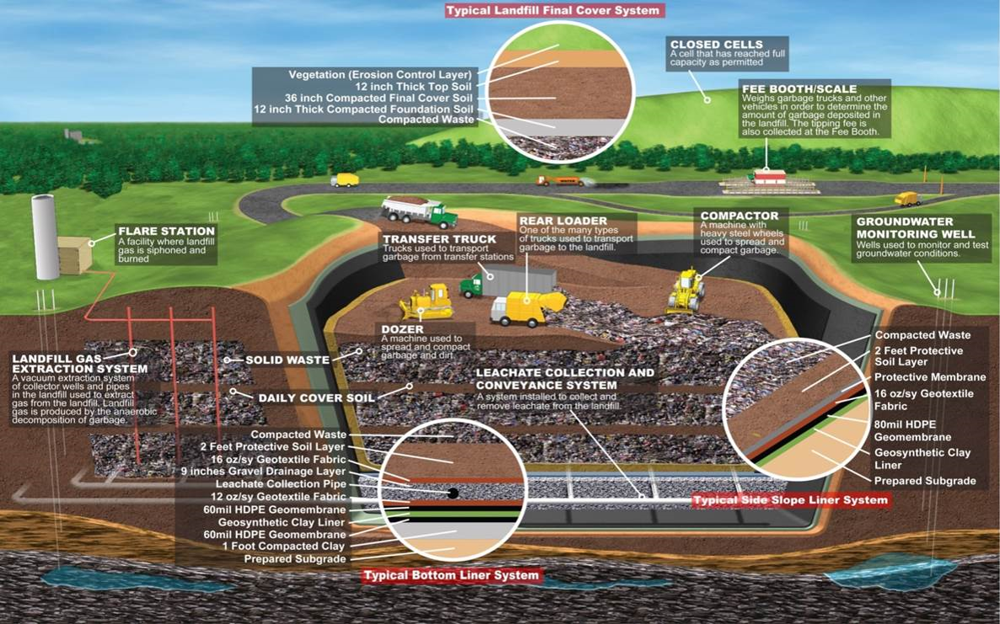 Typical Landfill Final Cover System
Vegetation (Erosion Control Layer)
12 inch Thick Top Soil
36 inch Compacted Final Cover Soil
12 inch Thick Compacted Foundation Soil
Compacted Waste
CLOSED CELLS
A cell that has reached full
capacity as permitted
FEE BOOTH/SCALE
Weighs garbage trucks and other
vehicles in order to determine the
amount of garbage deposited in
the landfill. The tipping fee is
also collected at the Fee Booth.
FLARE STATION
A facility where landfill
gas is siphoned and
burned
TRANSFER TRUCK
Trucks used to transport
garbage from transfer stations
REAR LOADER
One of the many types
of trucks used to transport
garbage to the landfill.
COMPACTOR
A machine with
heavy steel wheels
used to spread and
compact garbage.
GROUNDWATER
MONITORING WELL
Wells used to monitor and test
groundwater conditions.
DOZER
A machine used to
spread and compact
garbage and dirt.
LANDFILL GAS
EXTRACTION SYSTEM
A vacuum extraction system
of collector wells and pipes
in the landfill used to extract
gas from the landfill. Landfill
gas is produced by the anaerobic
decomposition of garbage.
SOLID WASTE
DAILY COVER SOIL
LEACHATE COLLECTION AND
CONVEYANCE SYSTEM
A system installed to collect and
remove leachate from the landfill.
Compacted Waste
2 Feet Protective
Soil Layer
Protective Membrane
16 oz/sy Geotextile
Fabric
80mil HDPE
Geomembrane
Geosynthetic Clay
Liner
Prepared Subgrade
Typical Side Slope Liner System
Compacted Waste
2 Feet Protective Soil Layer
16 oz/sy Geotextile Fabric
9 inches Gravel Drainage Layer
Leachate Collection Pipe
12 oz/sy Geotextile Fabric
60mil HDPE Geomembrane
Geosynthetic Clay Liner
60mil HDPE Geomembrane
1 Foot Compacted Clay
Prepared Subgrade
Typical Bottom Liner System